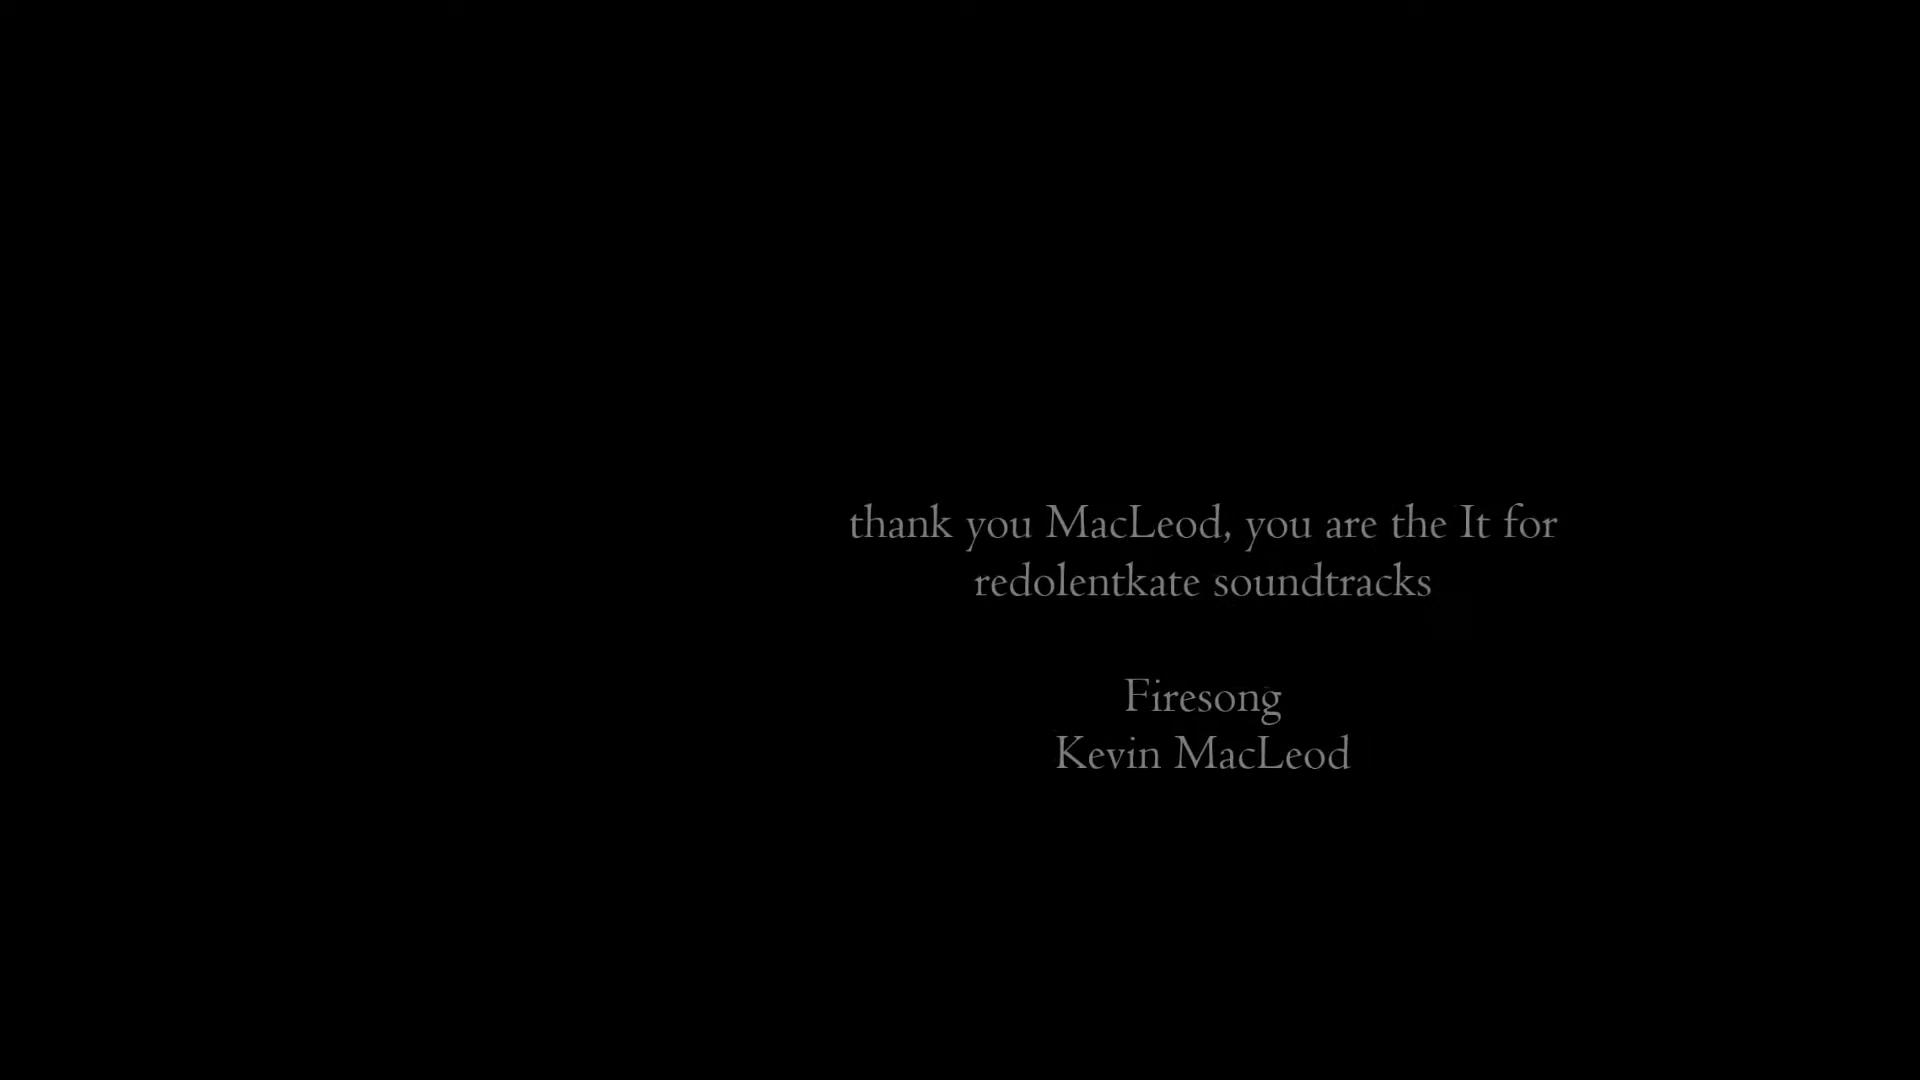 thank you MacLeod, you are the It for
redolentkate soundtracks
Firesong
Kevin MacLeod